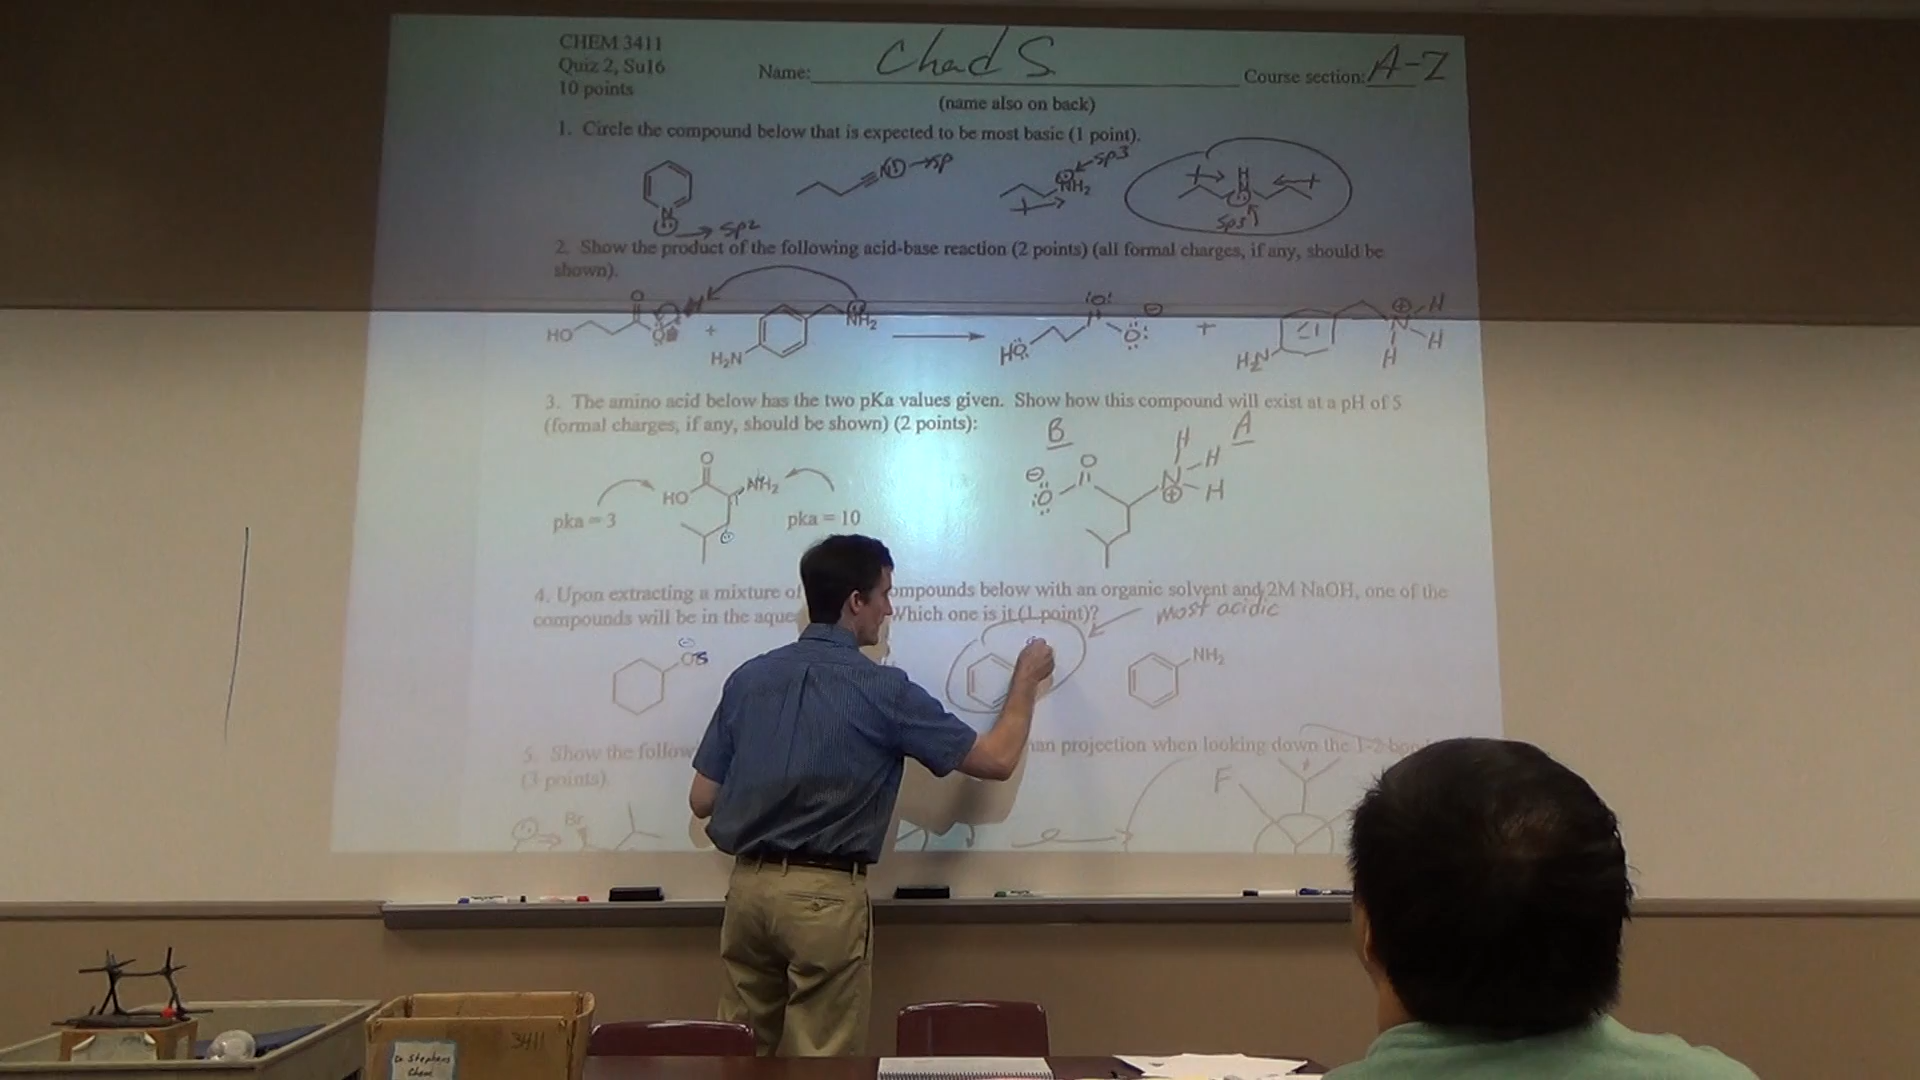 CHEM 3411
Quiz 2, Su16
10 points
Name: Chad S
Course section: A-Z
(name also on back)
1. Circle the compound below that is expected to be most basic (1 point).
N → sp2
N → sp
NH2 ← sp3
H
N
sp3
2. Show the product of the following acid-base reaction (2 points) (all formal charges, if any, should be
shown).
HO O + H2N NH2 HO O O ⊖ + H2N N ⊕ H H H
3. The amino acid below has the two pKa values given. Show how this compound will exist at a pH of 5
(formal charges, if any, should be shown) (2 points):
B A
pka = 3 HO O NH2 pka = 10
⊖ O O N ⊕ H H H
4. Upon extracting a mixture of ompounds below with an organic solvent and 2M NaOH, one of the
compounds will be in the aque Which one is it (1 point)?
most acidic
NH2
5. Show the follow an projection when looking down the 1-2
(3 points).
Br
F
3411
Dr Stephens
Chem